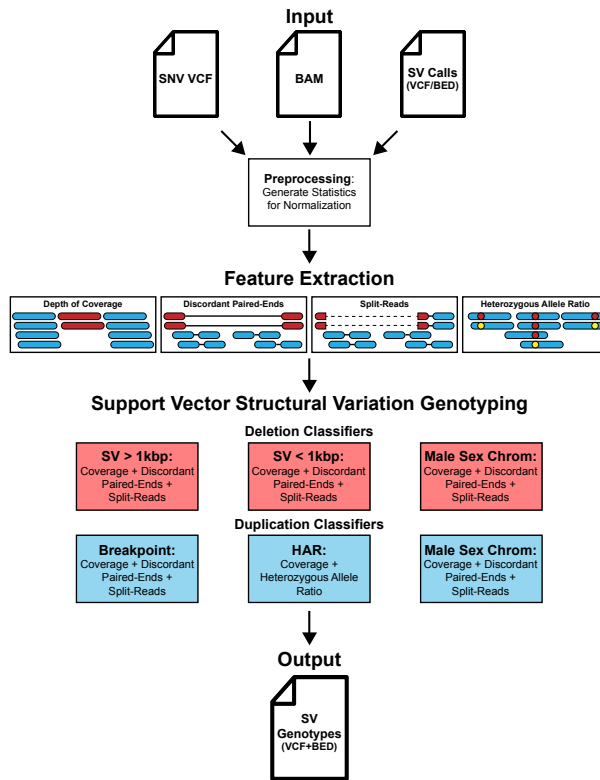 Input
SNV VCF
BAM
SV Calls
(VCF/BED)
Preprocessing:
Generate Statistics
for Normalization
Feature Extraction
Depth of Coverage
Discordant Paired-Ends
Split-Reads
Heterozygous Allele Ratio
Support Vector Structural Variation Genotyping
Deletion Classifiers
SV > 1kbp:
Coverage + Discordant
Paired-Ends +
Split-Reads
SV < 1kbp:
Coverage + Discordant
Paired-Ends +
Split-Reads
Male Sex Chrom:
Coverage + Discordant
Paired-Ends +
Split-Reads
Duplication Classifiers
Breakpoint:
Coverage + Discordant
Paired-Ends +
Split-Reads
HAR:
Coverage +
Heterozygous Allele
Ratio
Male Sex Chrom:
Coverage + Discordant
Paired-Ends +
Split-Reads
Output
SV
Genotypes
(VCF+BED)